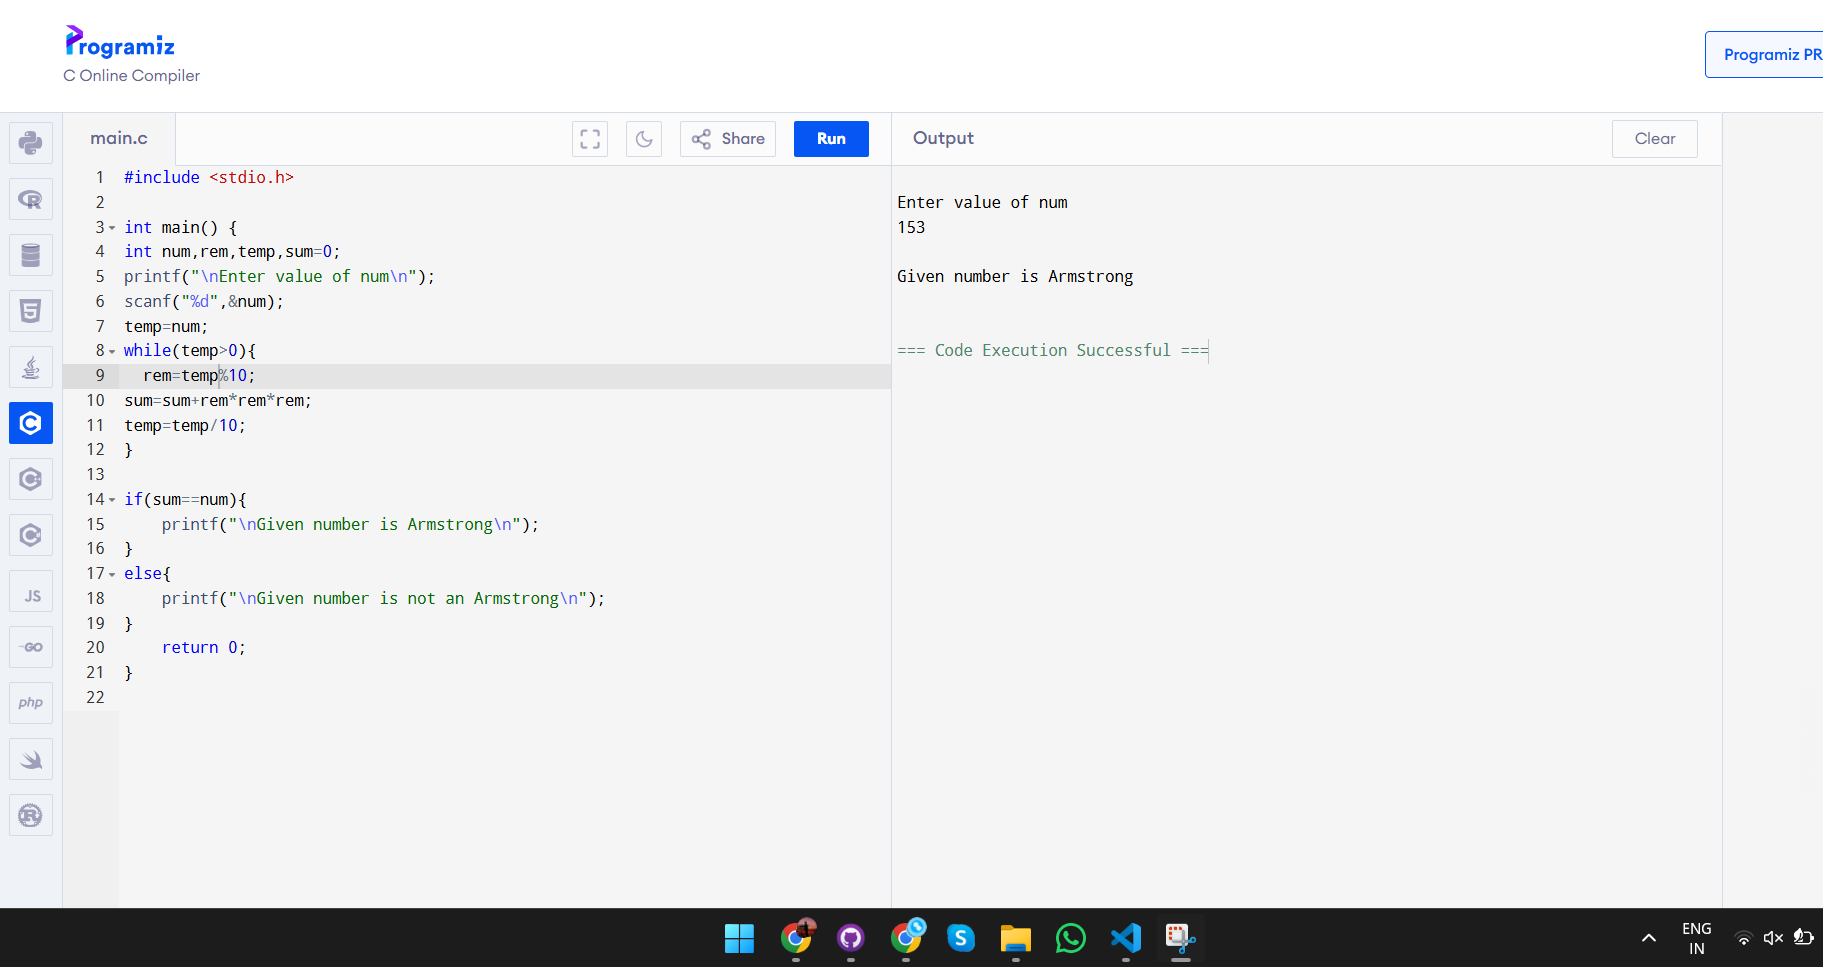 Programiz
C Online Compiler
Programiz PR
main.c
Share
Run
Output
Clear
1 #include <stdio.h>
2
3 int main() {
4 int num,rem,temp,sum=0;
5 printf("\nEnter value of num\n");
6 scanf("%d",&num);
7 temp=num;
8 while(temp>0){
9   rem=temp%10;
10 sum=sum+rem*rem*rem;
11 temp=temp/10;
12 }
13
14 if(sum==num){
15     printf("\nGiven number is Armstrong\n");
16 }
17 else{
18     printf("\nGiven number is not an Armstrong\n");
19 }
20     return 0;
21 }
22
Enter value of num
153
Given number is Armstrong
=== Code Execution Successful ===
JS
GO
php
ENG
IN